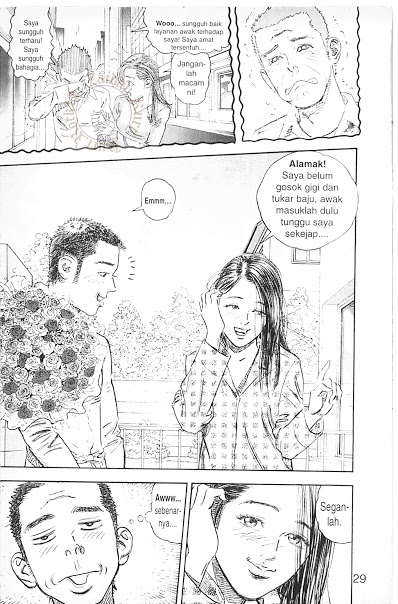 Saya
sungguh
terharu!
Saya
sungguh
bahagia....
Wooo... sungguh baik
layanan awak terhadap
saya! Saya amat
tersentuh....
Jangan-
lah
macam
ni!
Emmm....
Alamak!
Saya belum
gosok gigi dan
tukar baju, awak
masuklah dulu
tunggu saya
sekejap....
Awww...
sebenar-
nya....
Segan-
lah.
29